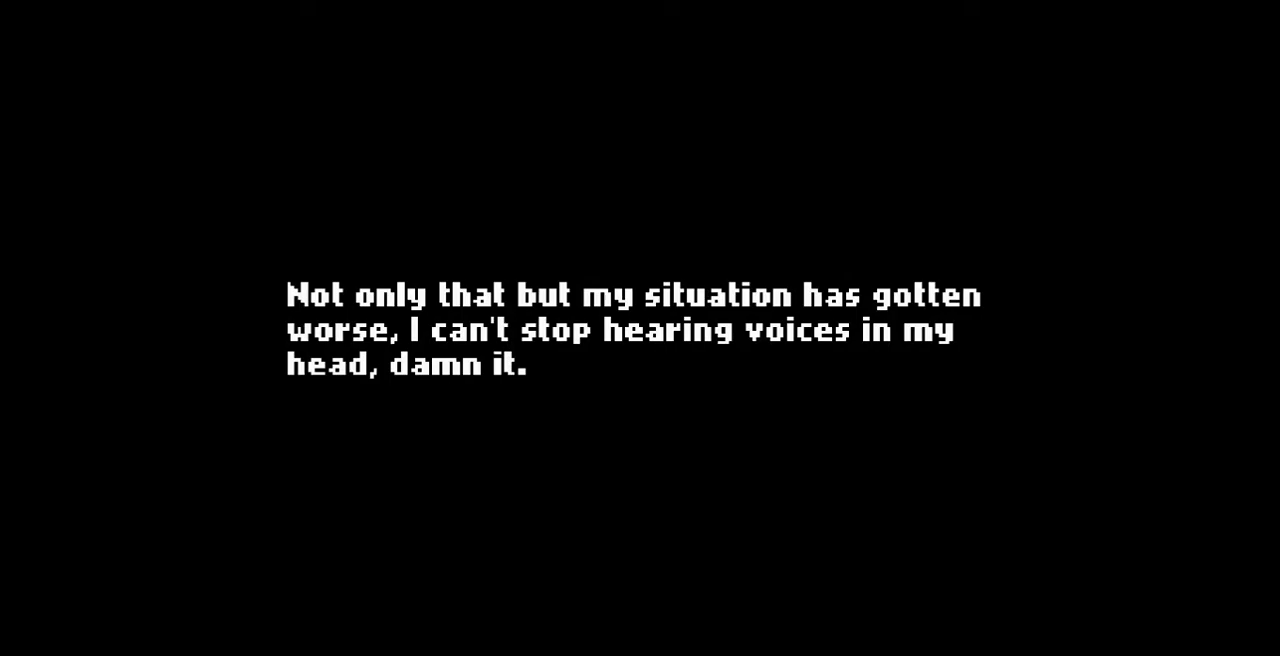 Not only that but my situation has gotten
worse, I can't stop hearing voices in my
head, damn it.